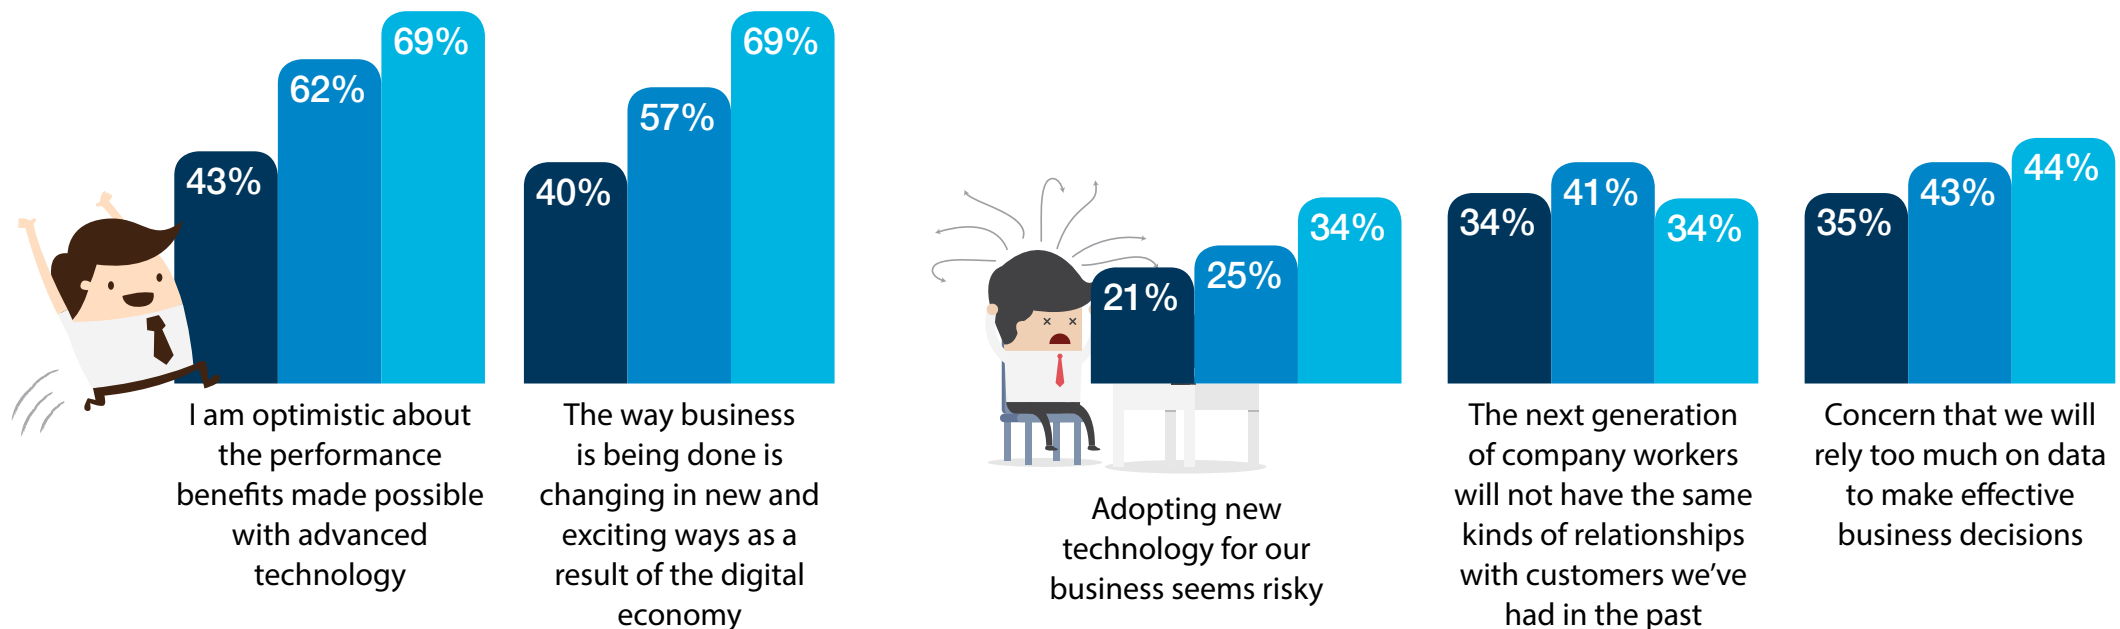 43%
62%
69%
I am optimistic about
the performance
benefits made possible
with advanced
technology
40%
57%
69%
The way business
is being done is
changing in new and
exciting ways as a
result of the digital
economy
21%
25%
34%
Adopting new
technology for our
business seems risky
34%
41%
34%
The next generation
of company workers
will not have the same
kinds of relationships
with customers we’ve
had in the past
35%
43%
44%
Concern that we will
rely too much on data
to make effective
business decisions